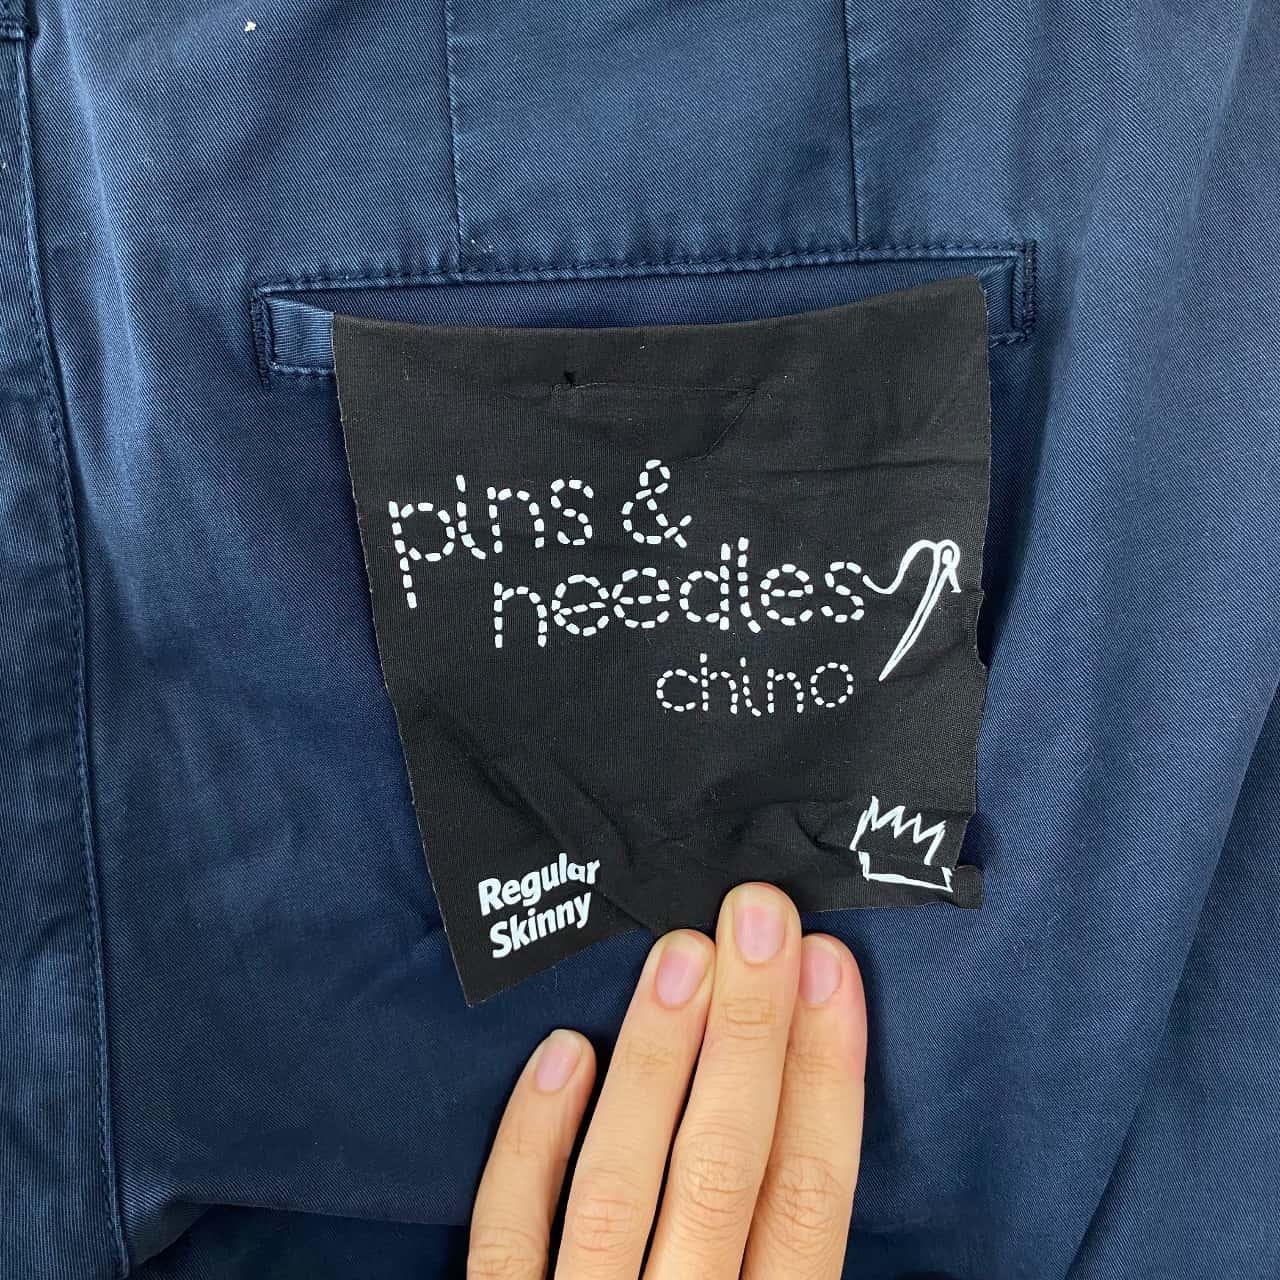 pins &
needles
chino
Regular
Skinny